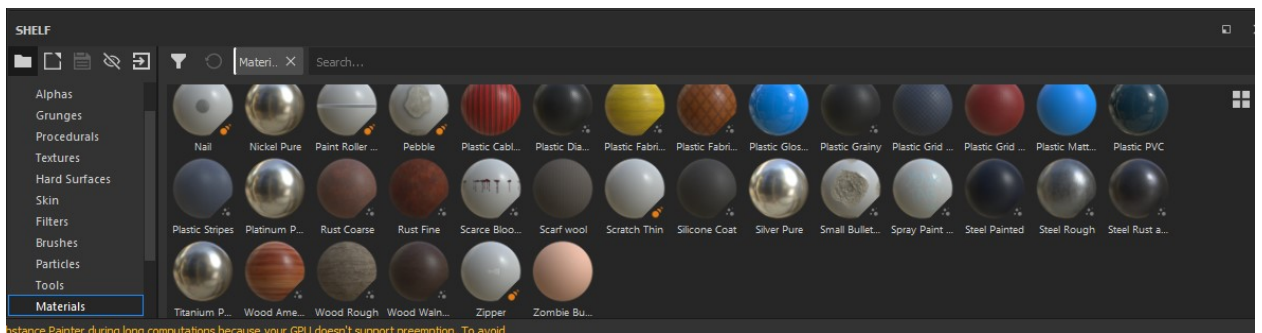 SHELF
Materi.. Search...
Alphas
Grunges
Procedurals
Textures
Hard Surfaces
Skin
Filters
Brushes
Particles
Tools
Materials
Nail Nickel Pure Paint Roller ... Pebble Plastic Cabl... Plastic Dia... Plastic Fabri... Plastic Fabri... Plastic Glos... Plastic Grainy Plastic Grid ... Plastic Grid ... Plastic Matt... Plastic PVC
Plastic Stripes Platinum P... Rust Coarse Rust Fine Scarce Bloo... Scarf wool Scratch Thin Silicone Coat Silver Pure Small Bullet... Spray Paint ... Steel Painted Steel Rough Steel Rust a...
Titanium P... Wood Ame... Wood Rough Wood Waln... Zipper Zombie Bu...
bstance Painter during long computations because your GPU doesn't support preemption. To avoid